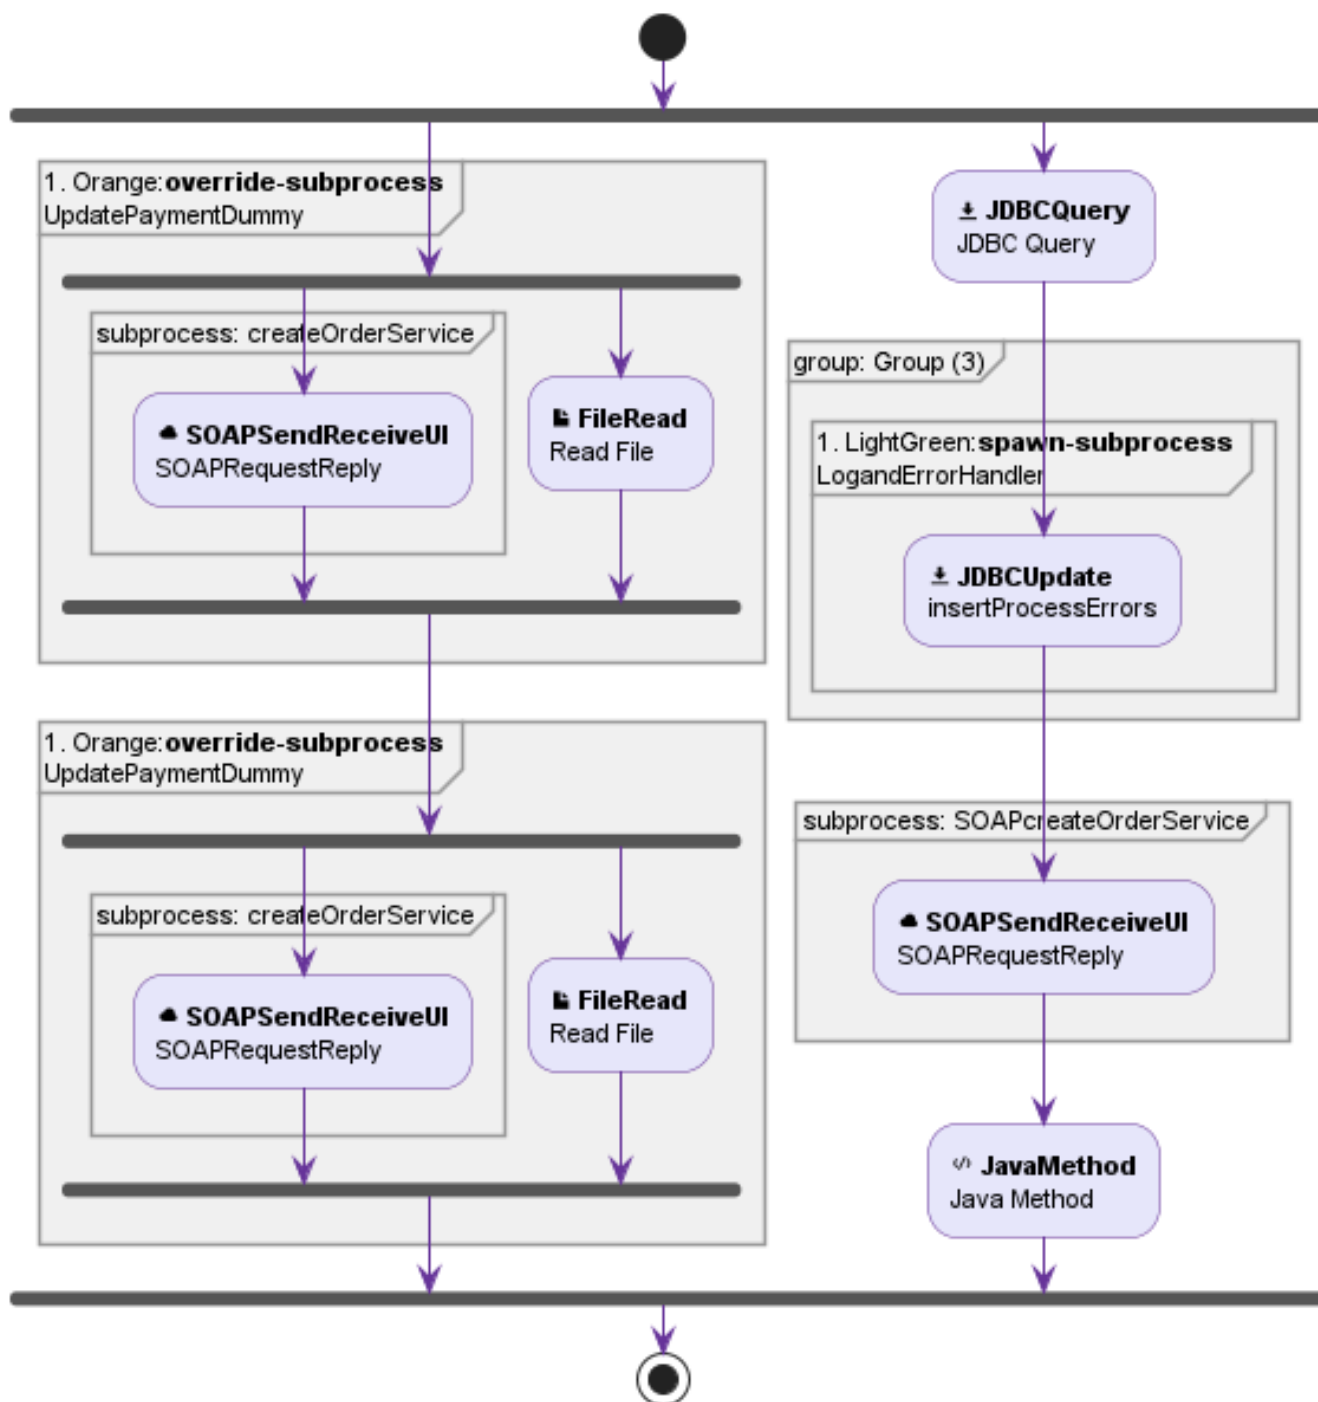 1. Orange:override-subprocess
UpdatePaymentDummy
subprocess: createOrderService
SOAPSendReceiveUI
SOAPRequestReply
FileRead
Read File
1. Orange:override-subprocess
UpdatePaymentDummy
subprocess: createOrderService
SOAPSendReceiveUI
SOAPRequestReply
FileRead
Read File
JDBCQuery
JDBC Query
group: Group (3)
1. LightGreen:spawn-subprocess
LogandErrorHandler
JDBCUpdate
insertProcessErrors
subprocess: SOAPcreateOrderService
SOAPSendReceiveUI
SOAPRequestReply
JavaMethod
Java Method